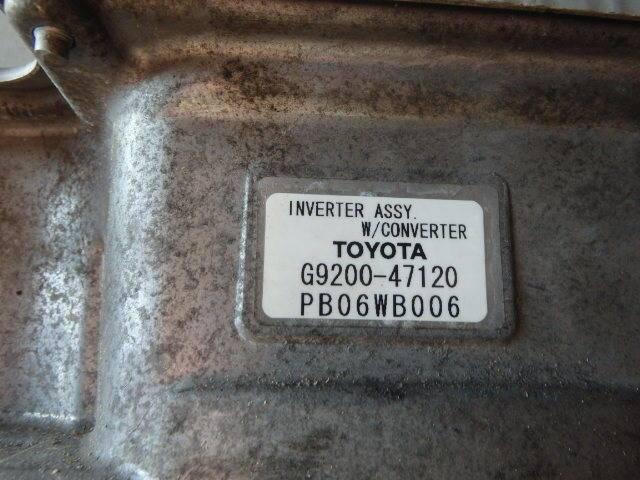 INVERTER ASSY.
W/CONVERTER
TOYOTA
G9200-47120
PB06WB006